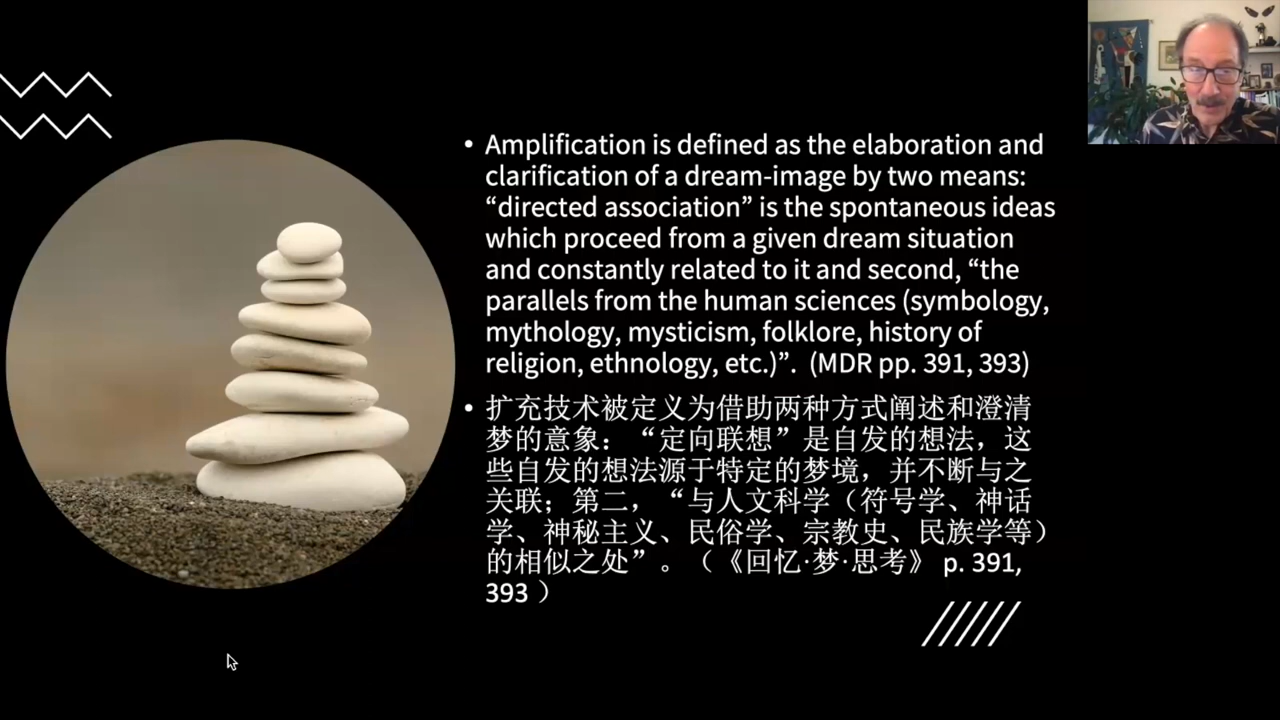 • Amplification is defined as the elaboration and
clarification of a dream-image by two means:
“directed association” is the spontaneous ideas
which proceed from a given dream situation
and constantly related to it and second, “the
parallels from the human sciences (symbology,
mythology, mysticism, folklore, history of
religion, ethnology, etc.)”. (MDR pp. 391, 393)
• 扩充技术被定义为借助两种方式阐述和澄清
梦的意象：“定向联想”是自发的想法，这
些自发的想法源于特定的梦境，并不断与之
关联；第二，“与人文科学（符号学、神话
学、神秘主义、民俗学、宗教史、民族学等）
的相似之处”。（《回忆·梦·思考》 p. 391,
393 ）